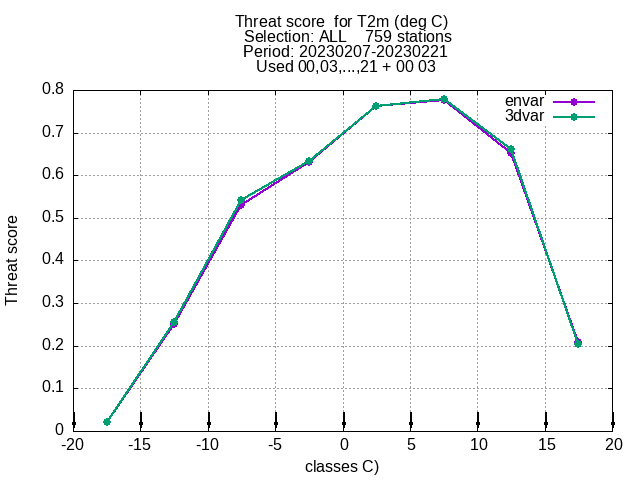 Threat score  for T2m (deg C)
Selection: ALL    759 stations
Period: 20230207-20230221
Used 00,03,...,21 + 00 03
envar
3dvar
Threat score
0.8
0.7
0.6
0.5
0.4
0.3
0.2
0.1
0
-20 -15 -10 -5 0 5 10 15 20
classes C)